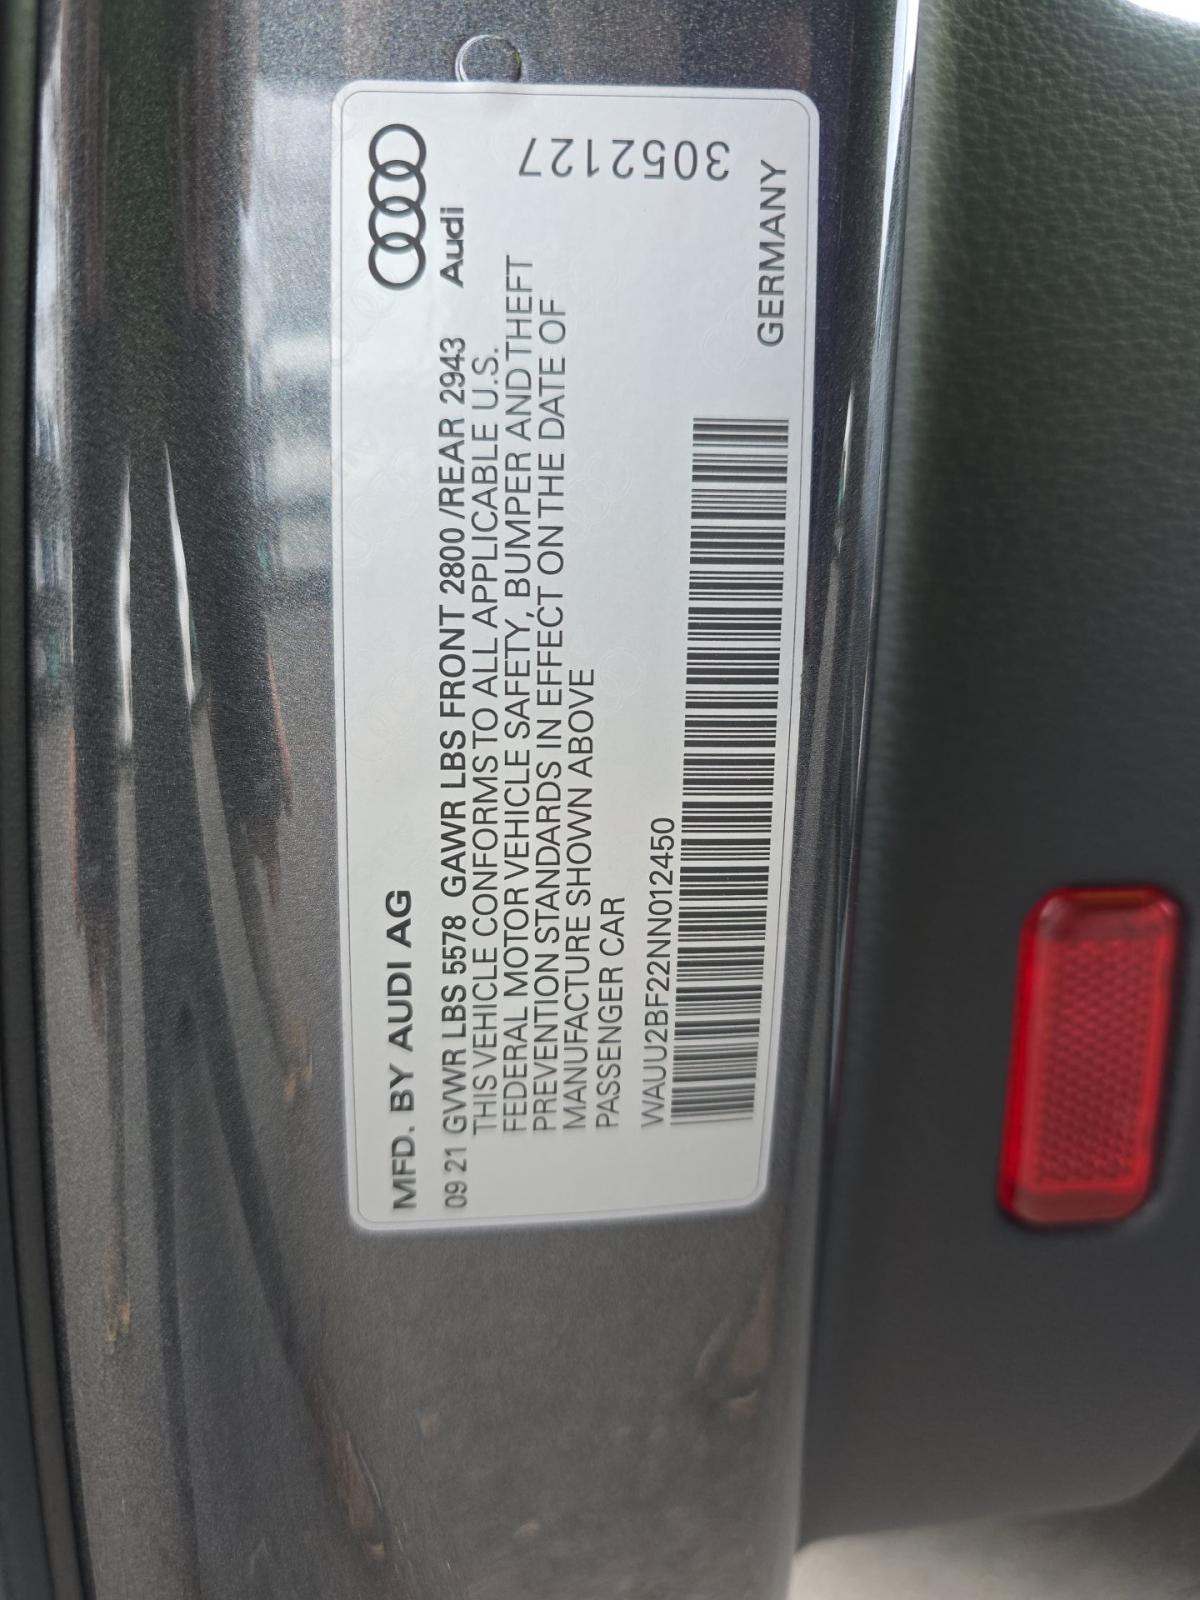 MFD. BY AUDI AG
Audi
09 21 GVWR LBS 5578 GAWR LBS FRONT 2800 /REAR 2943
THIS VEHICLE CONFORMS TO ALL APPLICABLE U.S.
FEDERAL MOTOR VEHICLE SAFETY, BUMPER AND THEFT
PREVENTION STANDARDS IN EFFECT ON THE DATE OF
MANUFACTURE SHOWN ABOVE
PASSENGER CAR
3052127
WAUU2BF22NN012450
GERMANY